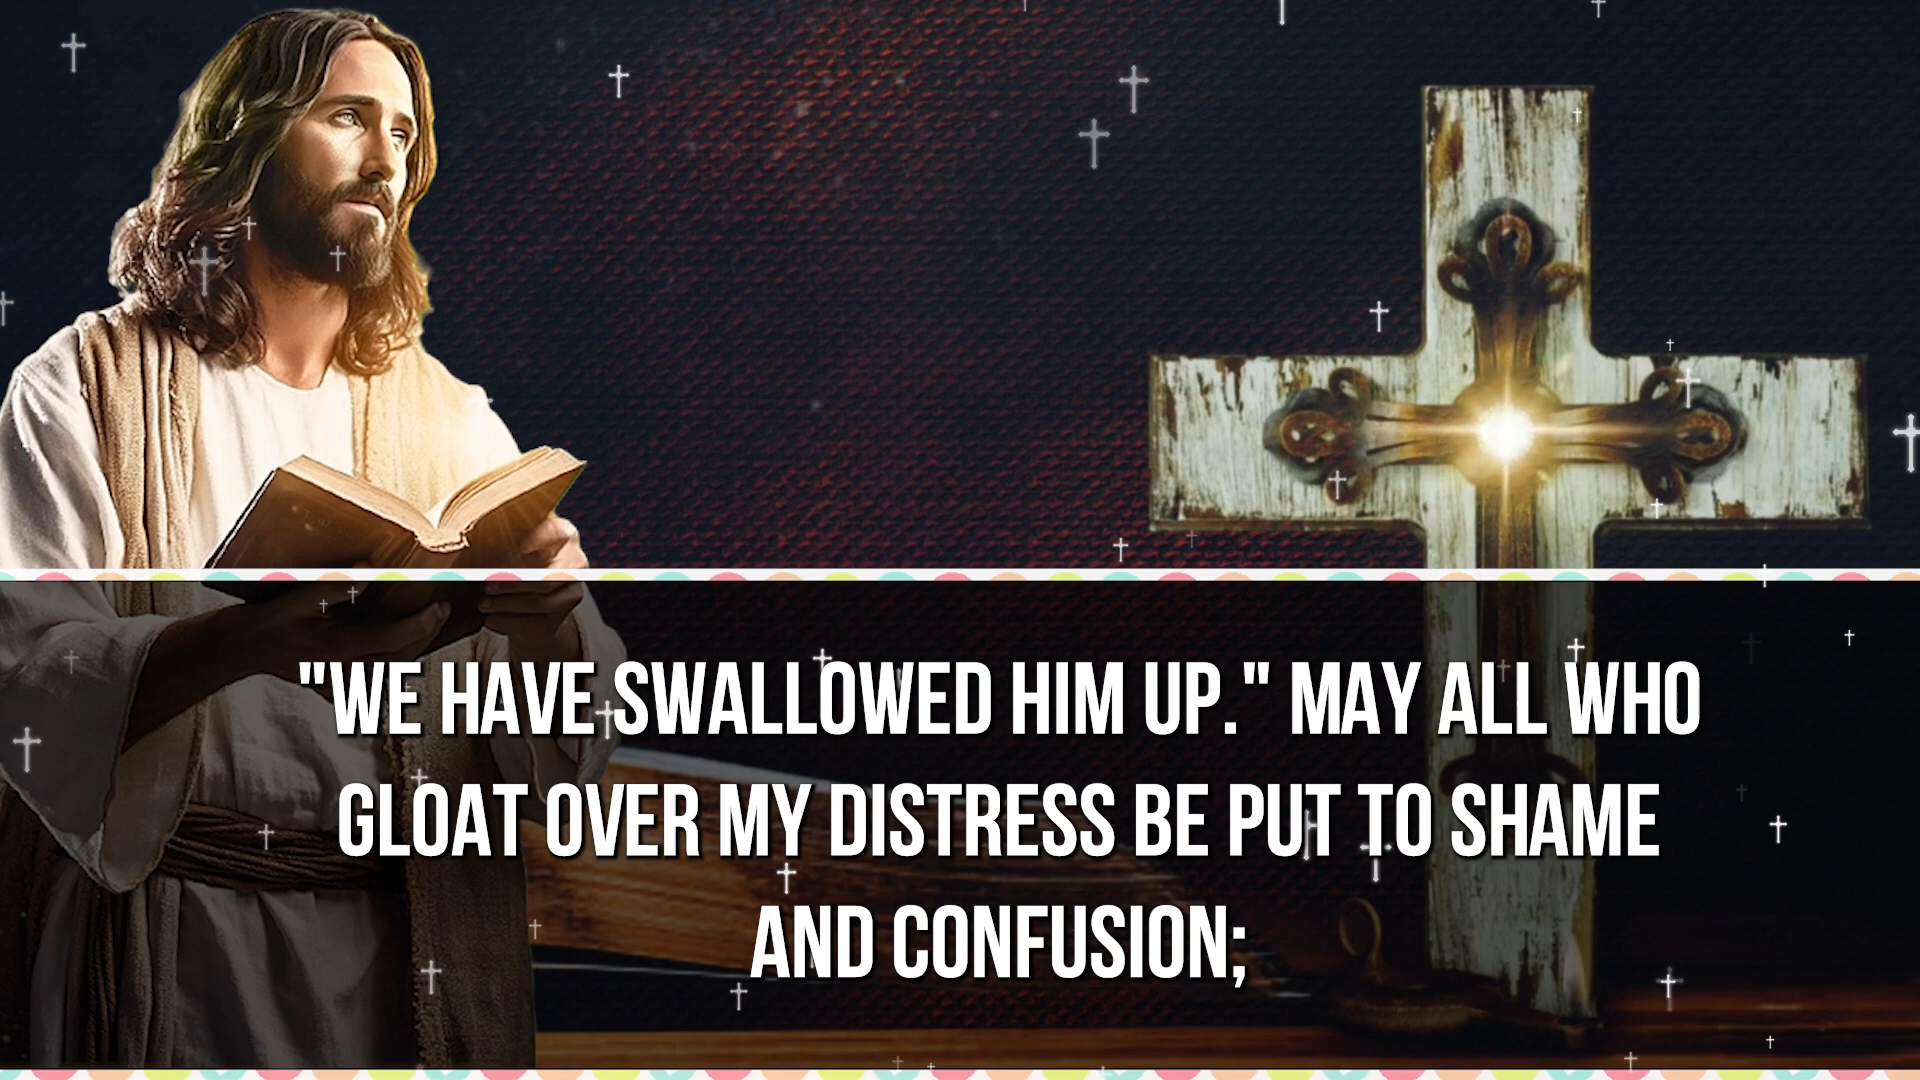 "WE HAVE SWALLOWED HIM UP." MAY ALL WHO
GLOAT OVER MY DISTRESS BE PUT TO SHAME
AND CONFUSION;